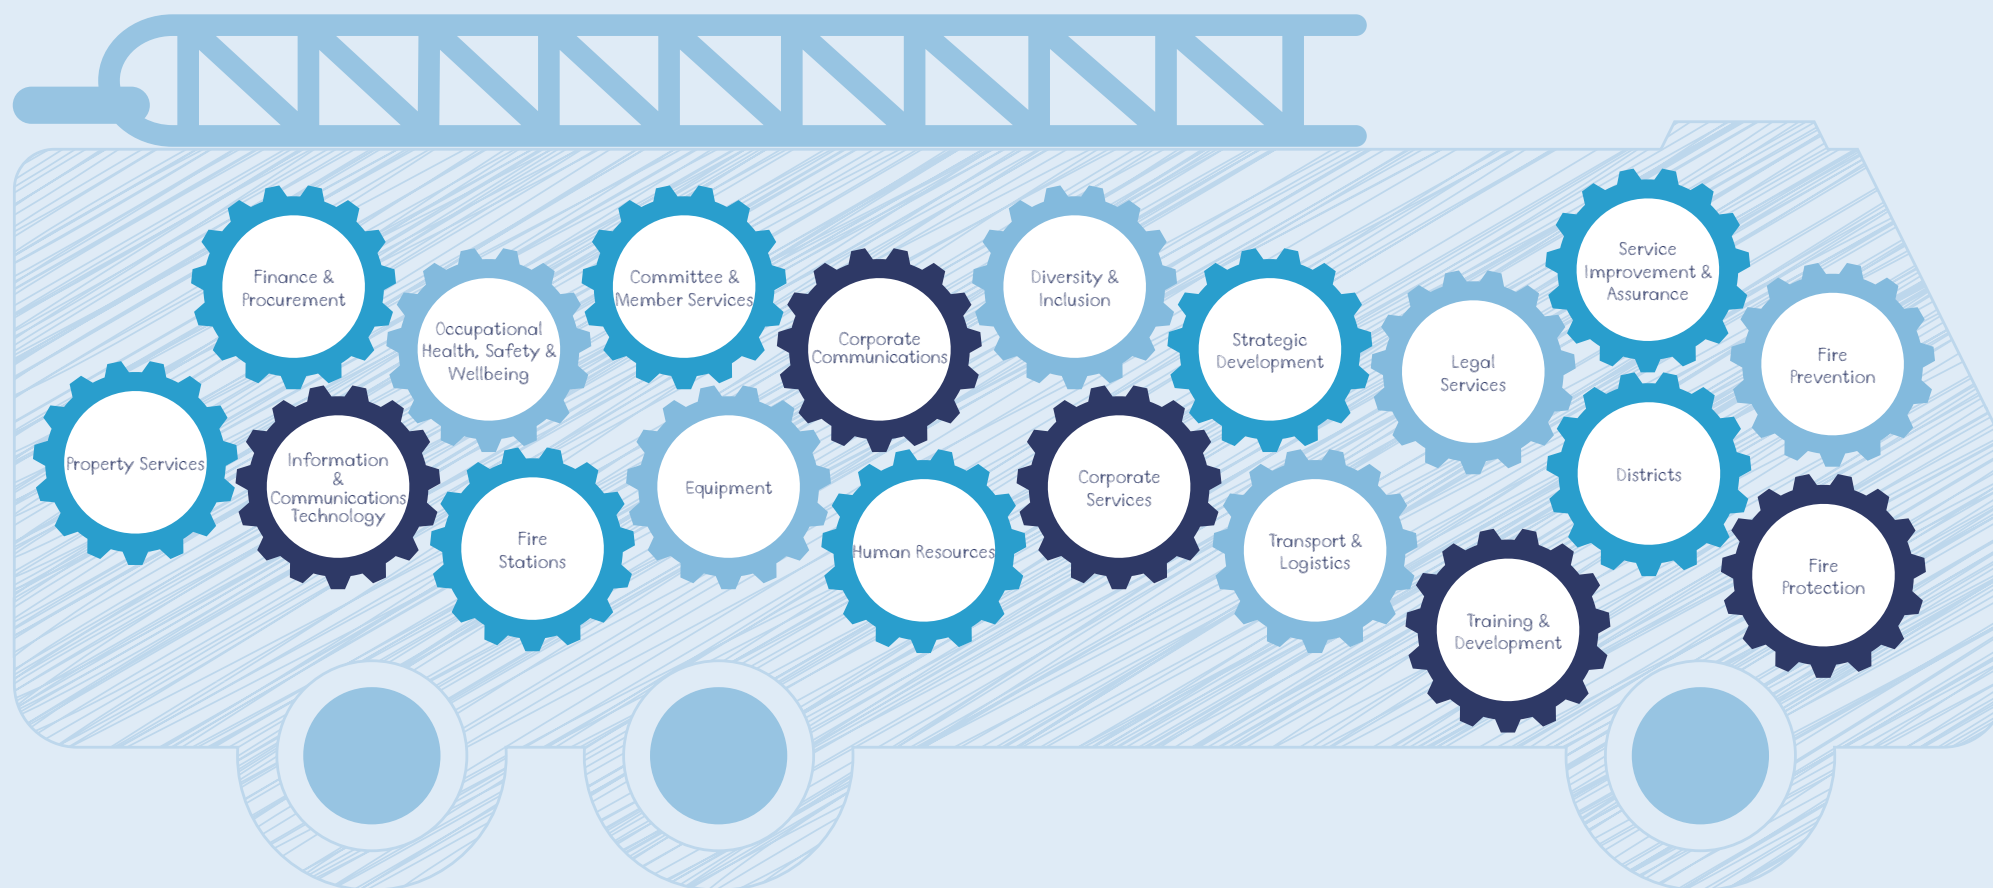 Finance &
Procurement
Occupational
Health, Safety &
Wellbeing
Committee &
Member Services
Corporate
Communications
Diversity &
Inclusion
Strategic
Development
Legal
Services
Service
Improvement &
Assurance
Fire
Prevention
Property Services
Information
&
Communications
Technology
Fire
Stations
Equipment
Human Resources
Corporate
Services
Transport &
Logistics
Training &
Development
Districts
Fire
Protection